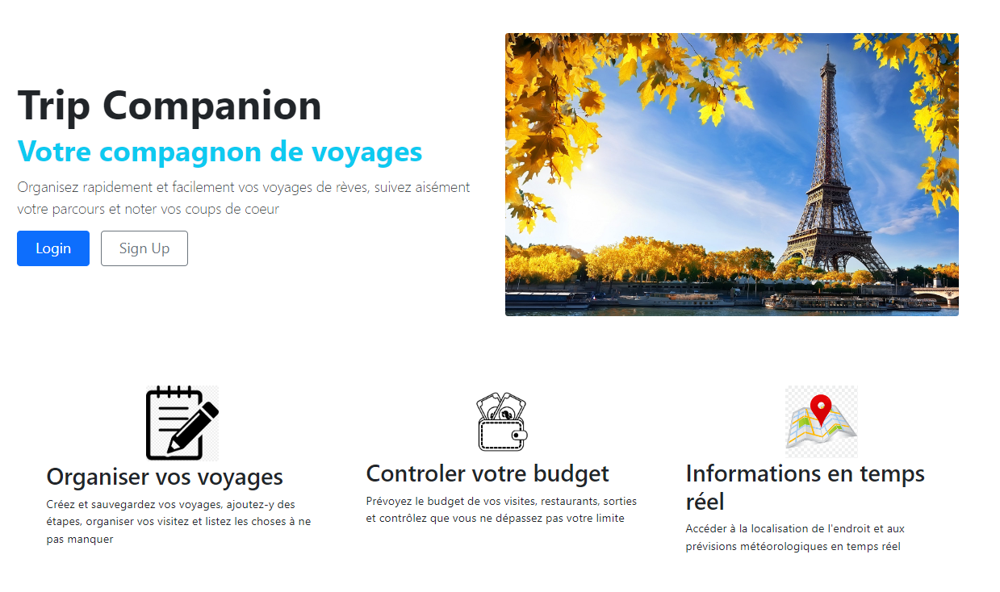 Trip Companion
Votre compagnon de voyages
Organisez rapidement et facilement vos voyages de rèves, suivez aisément
votre parcours et noter vos coups de coeur
Login
Sign Up
Organiser vos voyages
Créez et sauvegardez vos voyages, ajoutez-y des
étapes, organiser vos visitez et listez les choses à ne
pas manquer
Controler votre budget
Prévoyez le budget de vos visites, restaurants, sorties
et contrôlez que vous ne dépassez pas votre limite
Informations en temps
réel
Accéder à la localisation de l'endroit et aux
prévisions météorologiques en temps réel